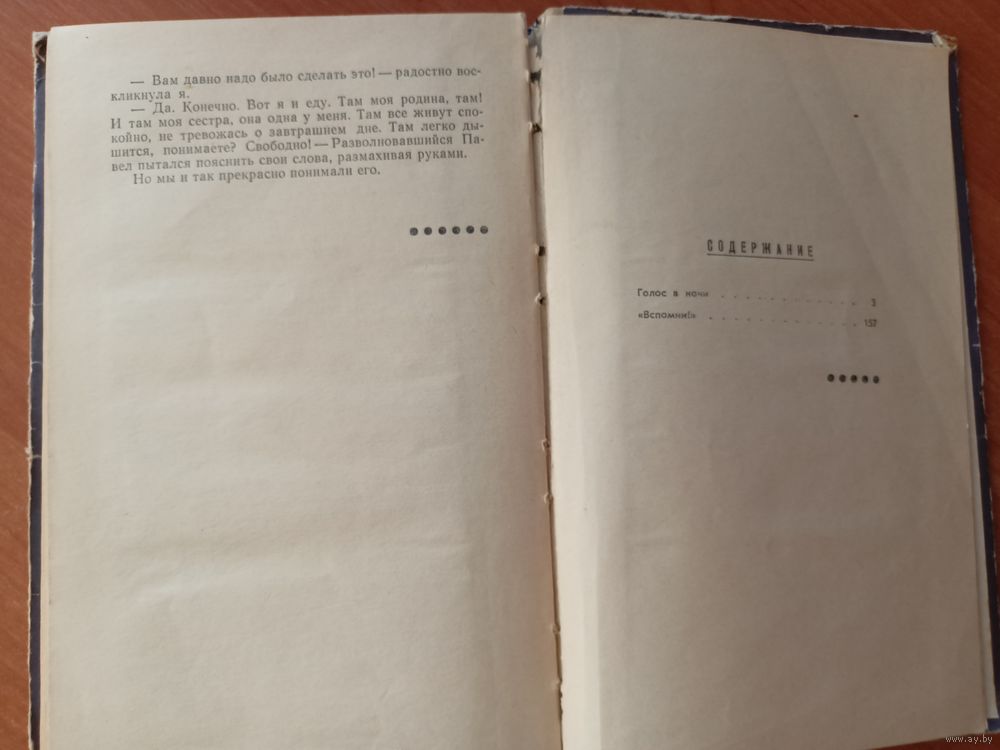 — Вам давно надо было сделать это! — радостно вос-
кликнула я.
— Да. Конечно. Вот я и еду. Там моя родина, там!
И там моя сестра, она одна у меня. Там все живут спо-
койно, не тревожась о завтрашнем дне. Там легко ды-
шится, понимаете? Свободно! — Разволновавшийся Па-
вел пытался пояснить свои слова, размахивая руками.
Но мы и так прекрасно понимали его.
СОДЕРЖАНИЕ
Голос в ночи . . . . . . . . . . . 3
«Вспомни!» . . . . . . . . . . . 157
www.ay.by